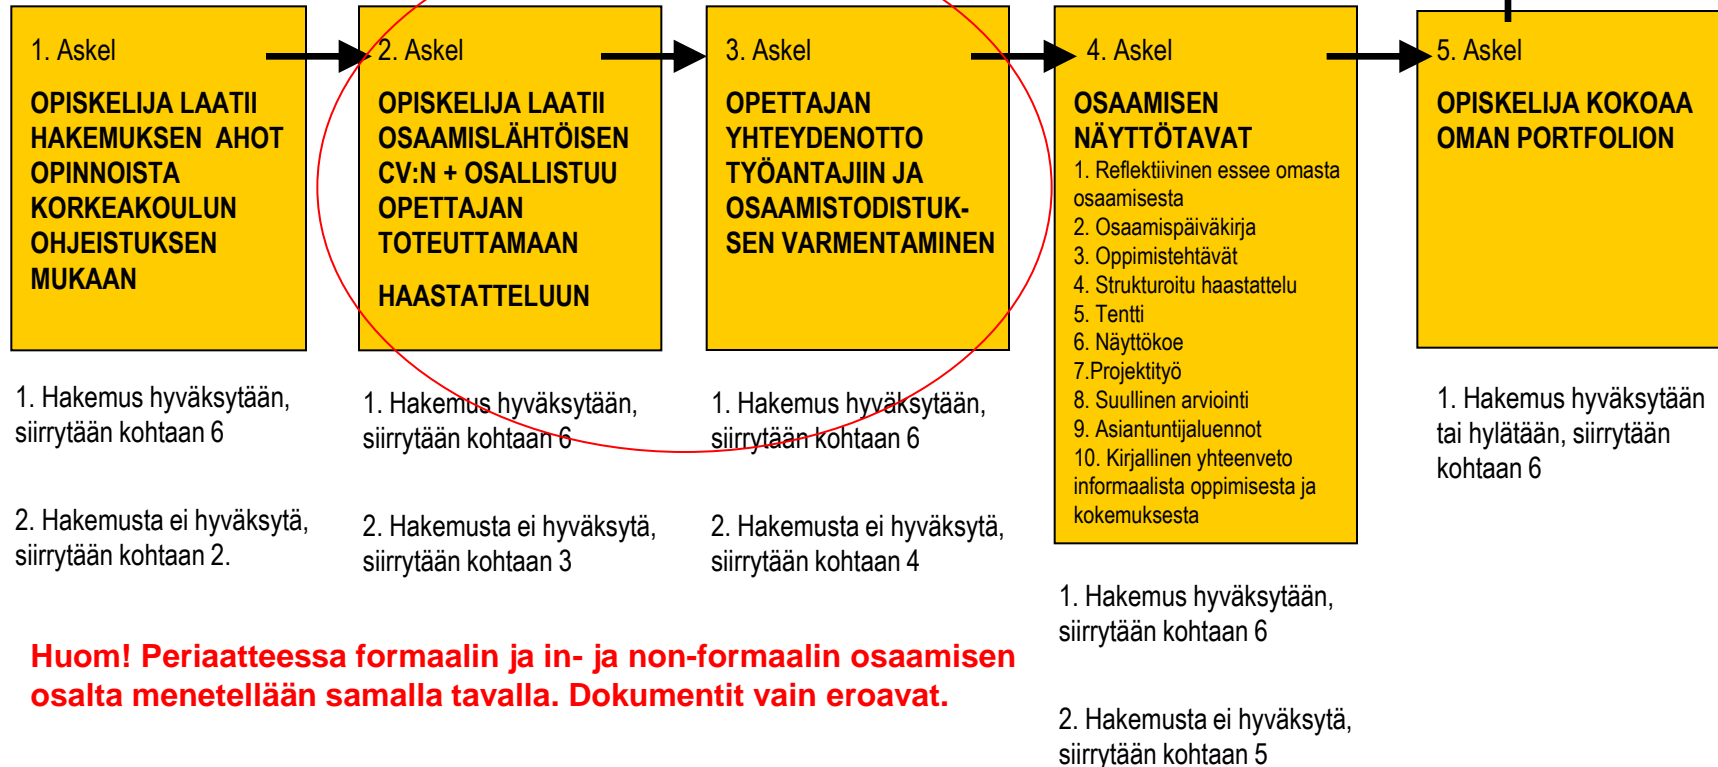 1. Askel
OPISKELIJA LAATII
HAKEMUKSEN AHOT
OPINNOISTA
KORKEAKOULUN
OHJEISTUKSEN
MUKAAN
1. Hakemus hyväksytään,
siirrytään kohtaan 6
2. Hakemusta ei hyväksytä,
siirrytään kohtaan 2.
2. Askel
OPISKELIJA LAATII
OSAAMISLÄHTÖISEN
CV:N + OSALLISTUU
OPETTAJAN
TOTEUTTAMAAN
HAASTATTELUUN
1. Hakemus hyväksytään,
siirrytään kohtaan 6
2. Hakemusta ei hyväksytä,
siirrytään kohtaan 3
3. Askel
OPETTAJAN
YHTEYDENOTTO
TYÖANTAJIIN JA
OSAAMISTODISTUK-
SEN VARMENTAMINEN
1. Hakemus hyväksytään,
siirrytään kohtaan 6
2. Hakemusta ei hyväksytä,
siirrytään kohtaan 4
4. Askel
OSAAMISEN
NÄYTTÖTAVAT
1. Reflektiivinen essee omasta
osaamisesta
2. Osaamispäiväkirja
3. Oppimistehtävät
4. Strukturoitu haastattelu
5. Tentti
6. Näyttökoe
7.Projektityö
8. Suullinen arviointi
9. Asiantuntijaluennot
10. Kirjallinen yhteenveto
informaalista oppimisesta ja
kokemuksesta
1. Hakemus hyväksytään,
siirrytään kohtaan 6
2. Hakemusta ei hyväksytä,
siirrytään kohtaan 5
5. Askel
OPISKELIJA KOKOAA
OMAN PORTFOLION
1. Hakemus hyväksytään
tai hylätään, siirrytään
kohtaan 6
Huom! Periaatteessa formaalin ja in- ja non-formaalin osaamisen
osalta menetellään samalla tavalla. Dokumentit vain eroavat.